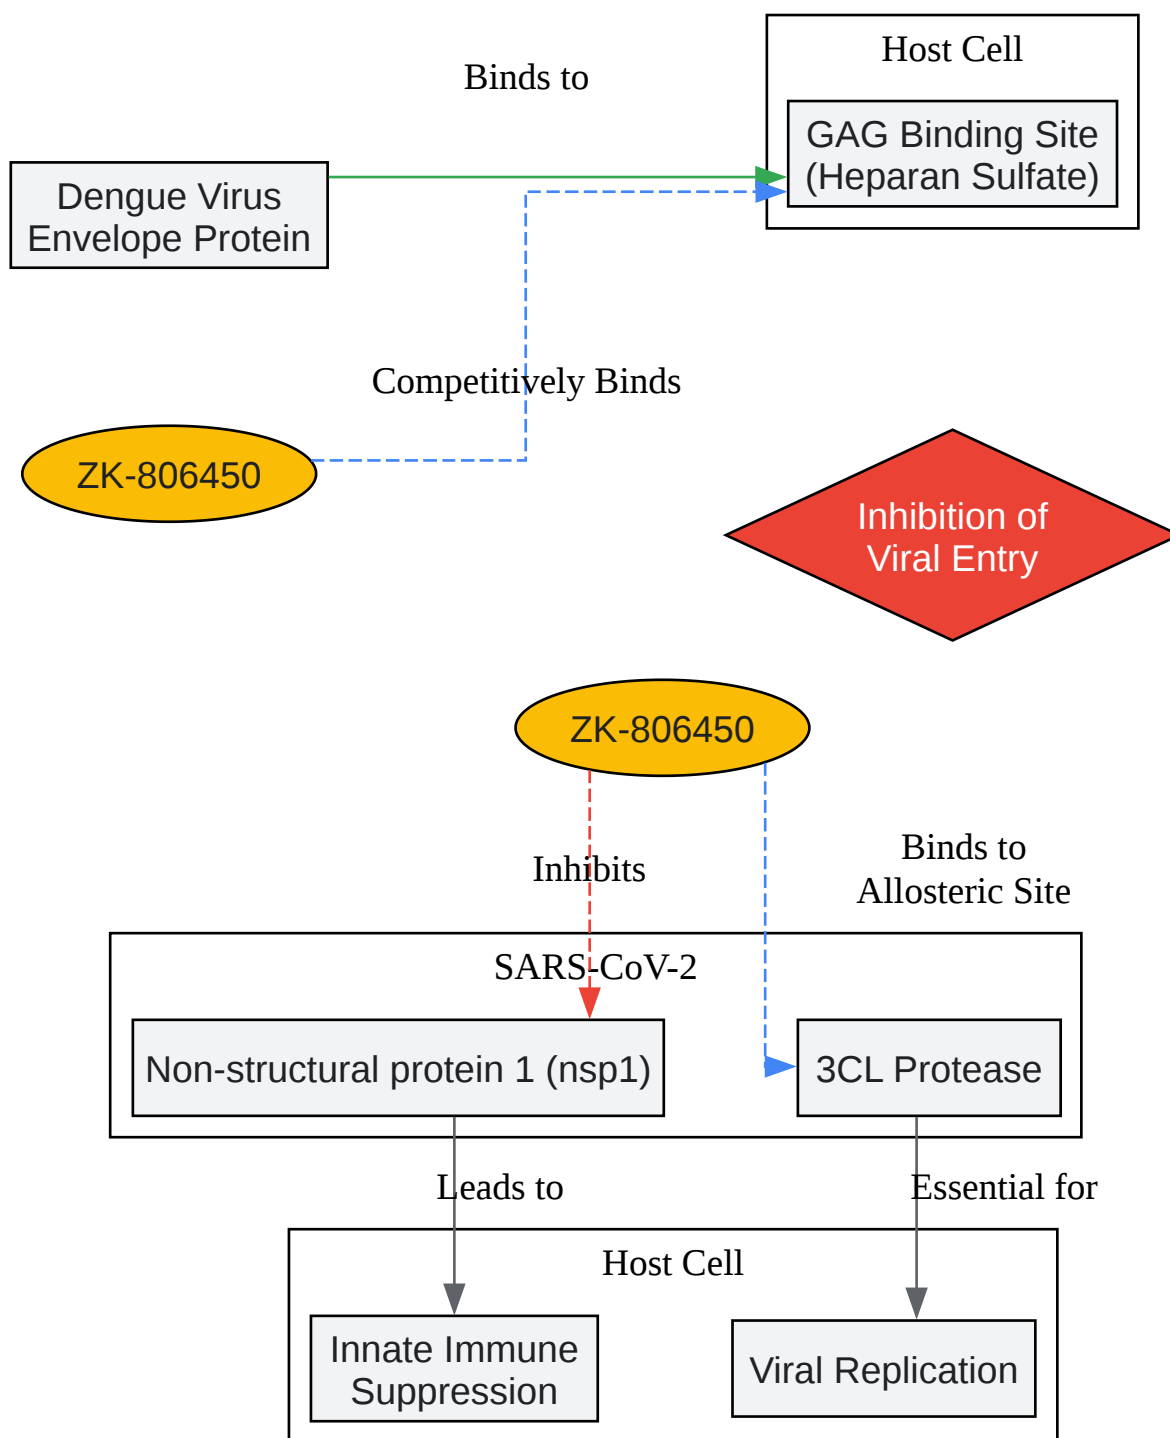 Host Cell
Binds to
GAG Binding Site
(Heparan Sulfate)
Dengue Virus
Envelope Protein
Competitively Binds
ZK-806450
Inhibition of
Viral Entry
ZK-806450
Inhibits
Binds to
Allosteric Site
SARS-CoV-2
Non-structural protein 1 (nsp1)
3CL Protease
Leads to
Essential for
Host Cell
Innate Immune
Suppression
Viral Replication